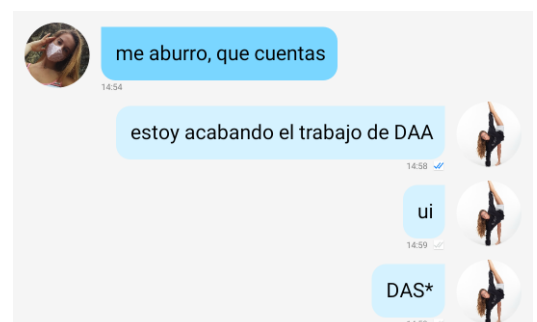 me aburro, que cuentas
14:54
estoy acabando el trabajo de DAA
14:58
ui
14:59
DAS*